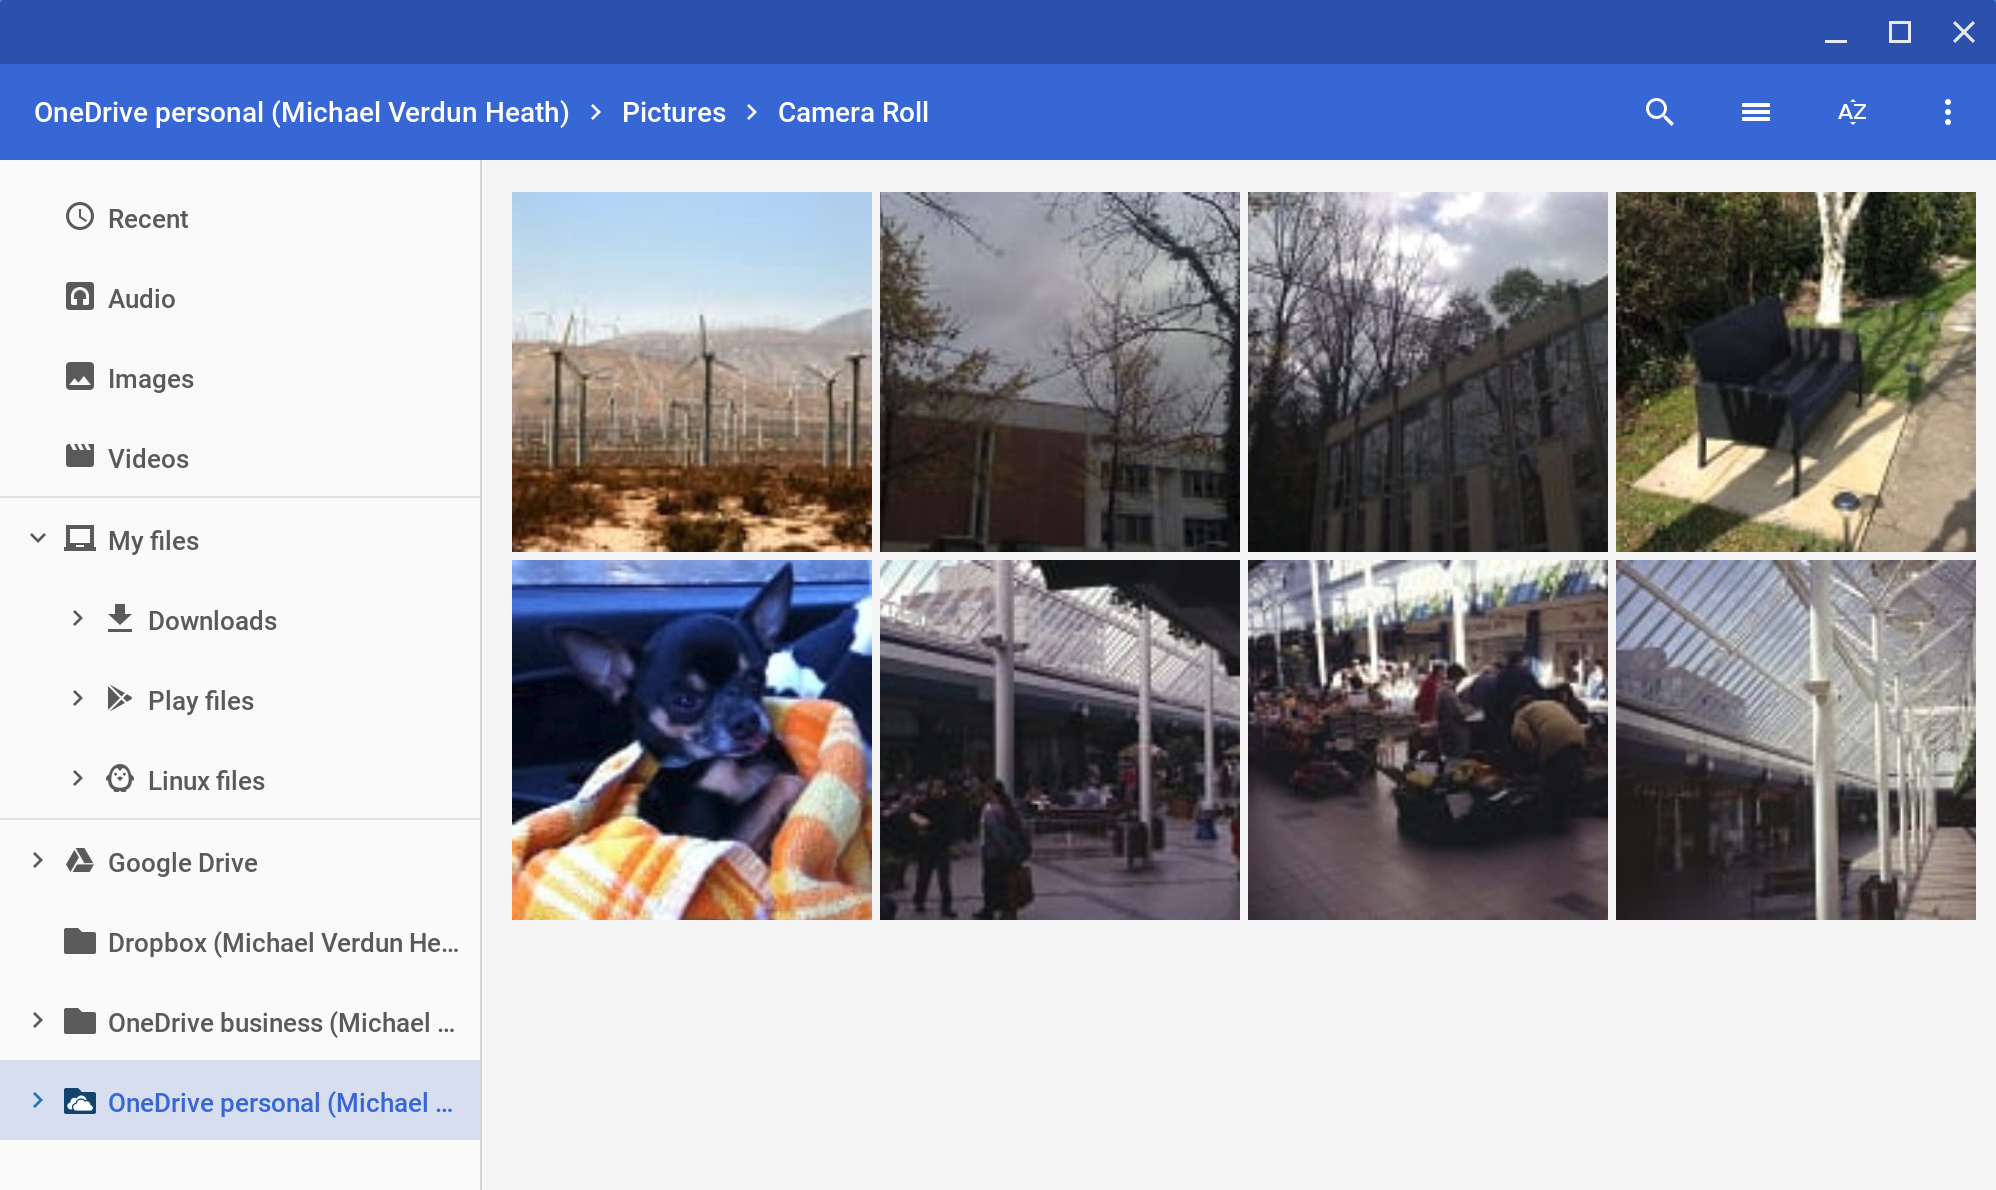 OneDrive personal (Michael Verdun Heath) > Pictures > Camera Roll
AZ
Recent
Audio
Images
Videos
My files
Downloads
Play files
Linux files
Google Drive
Dropbox (Michael Verdun He...
OneDrive business (Michael ...
OneDrive personal (Michael ...